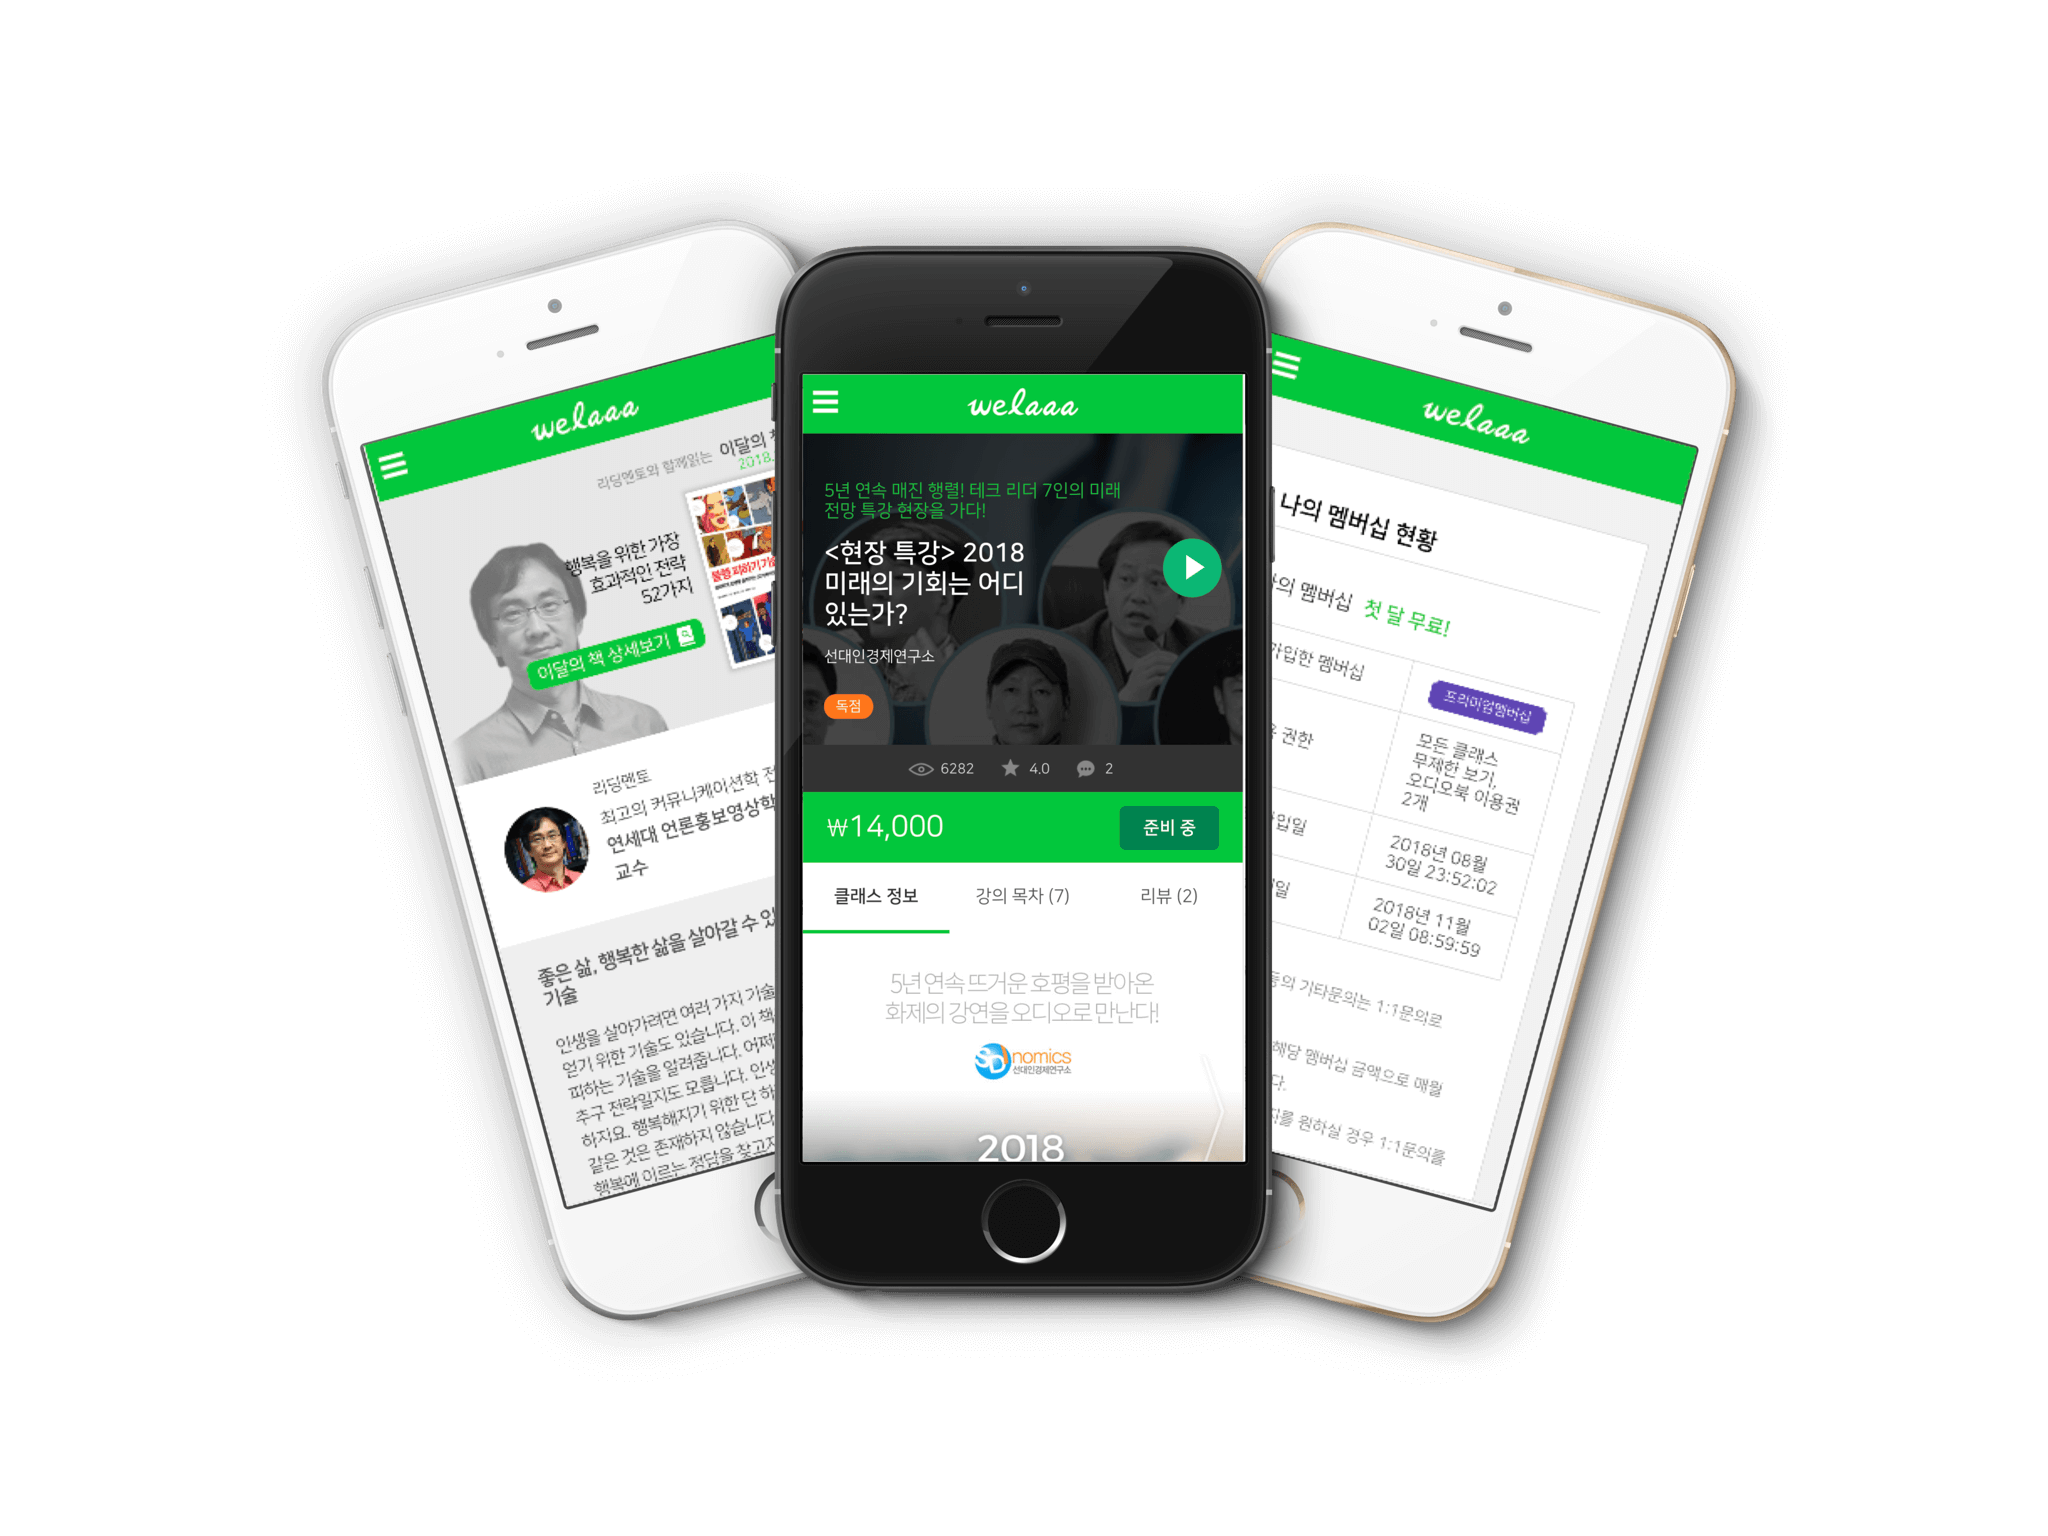 welaaa
리딩멘토와 함께읽는 이달의
2018.
행복을 위한 가장
효과적인 전략
52가지
불행 피하기 기술
이달의 책 상세보기
리딩멘토
최고의 커뮤니케이션학 전
연세대 언론홍보영상학
교수
좋은 삶, 행복한 삶을 살아갈 수 있
기술
인생을 살아가려면 여러 가지 기술
얻기 위한 기술도 있습니다. 이 책
피하는 기술을 알려줍니다. 어쩌
추구 전략일지도 모릅니다. 인생
하지요. 행복해지기 위한 단 하
같은 것은 존재하지 않습니다
행복에 이르는 정답을 찾고자
welaaa
5년 연속 매진 행렬! 테크 리더 7인의 미래
전망 특강 현장을 가다!
<현장 특강> 2018
미래의 기회는 어디
있는가?
선대인경제연구소
독점
6282 4.0 2
₩14,000 준비 중
클래스 정보 강의 목차 (7) 리뷰 (2)
5년 연속 뜨거운 호평을 받아온
화제의 강연을 오디오로 만난다!
SDInomics
선대인경제연구소
2018
welaaa
나의 멤버십 현황
의 멤버십 첫 달 무료!
가입한 멤버십 프리미엄멤버십
권한 모든 클래스
무제한 보기,
오디오북 이용권
2개
입일 2018년 08월
30일 23:52:02
일 2018년 11월
02일 08:59:59
등의 기타문의는 1:1문의로
해당 멤버십 금액으로 매월
다.
지를 원하실 경우 1:1문의를